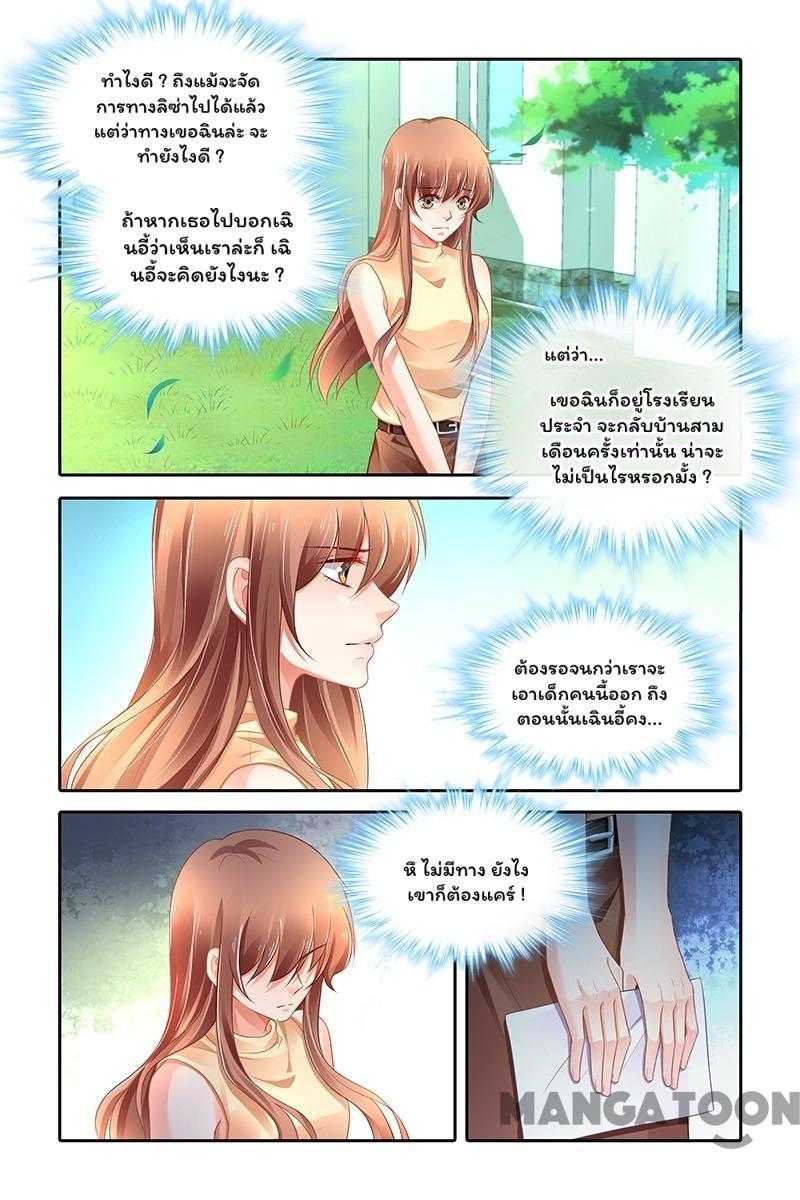 ทำไงดี ? ถึงแม้จะจัด
การทางลิซ่าไปได้แล้ว
แต่ว่าทางเขอฉินล่ะ จะ
ทำยังไงดี ?
ถ้าหากเธอไปบอกเฉิ
นอี้ว่าเห็นเราล่ะก็ เฉิ
นอี้จะคิดยังไงนะ ?
แต่ว่า...
เขอฉินก็อยู่โรงเรียน
ประจำ จะกลับบ้านสาม
เดือนครั้งเท่านั้น น่าจะ
ไม่เป็นไรหรอกมั้ง ?
ต้องรอจนกว่าเราจะ
เอาเด็กคนนี้ออก ถึง
ตอนนั้นเฉินอี้คง...
หึ ไม่มีทาง ยังไง
เขาก็ต้องแคร์ !
MANGATOON